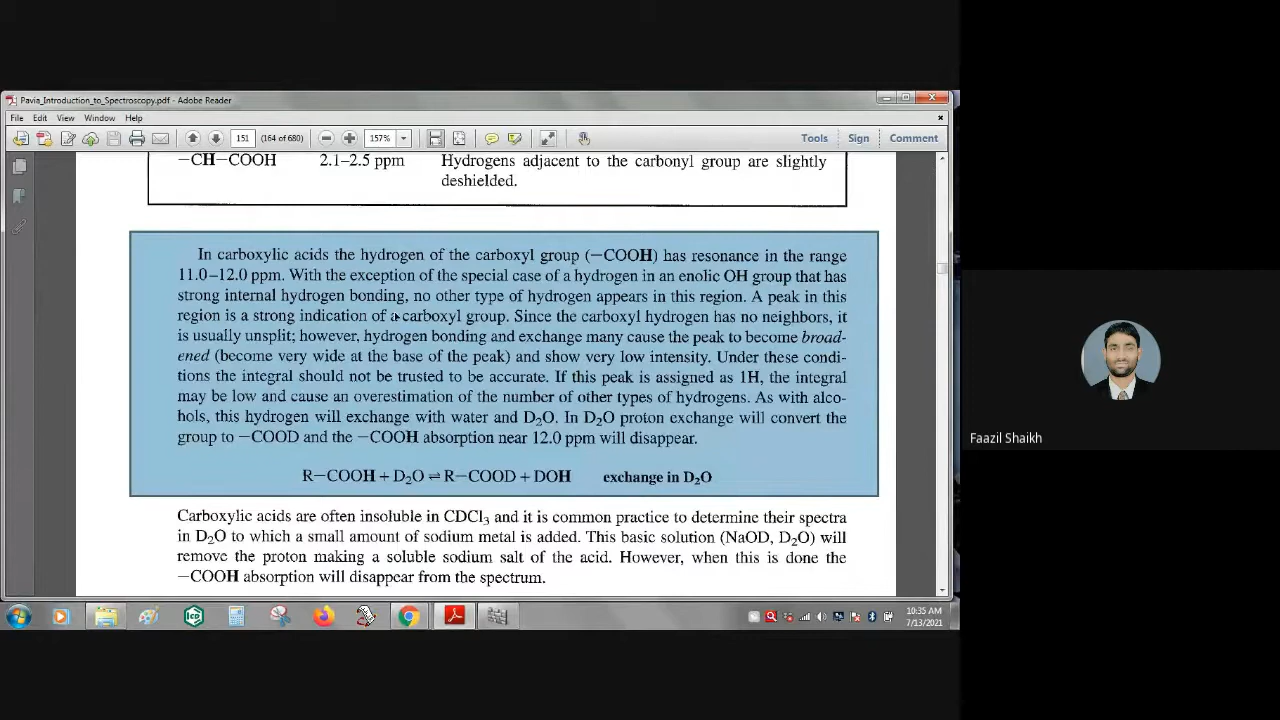 Pavia_Introduction_to_Spectroscopy.pdf - Adobe Reader
File Edit View Window Help
151 (164 of 680) 157% Tools Sign Comment
–CH–COOH 2.1–2.5 ppm Hydrogens adjacent to the carbonyl group are slightly
deshielded.
In carboxylic acids the hydrogen of the carboxyl group (–COOH) has resonance in the range
11.0–12.0 ppm. With the exception of the special case of a hydrogen in an enolic OH group that has
strong internal hydrogen bonding, no other type of hydrogen appears in this region. A peak in this
region is a strong indication of a carboxyl group. Since the carboxyl hydrogen has no neighbors, it
is usually unsplit; however, hydrogen bonding and exchange many cause the peak to become broad-
ened (become very wide at the base of the peak) and show very low intensity. Under these condi-
tions the integral should not be trusted to be accurate. If this peak is assigned as 1H, the integral
may be low and cause an overestimation of the number of other types of hydrogens. As with alco-
hols, this hydrogen will exchange with water and D₂O. In D₂O proton exchange will convert the
group to –COOD and the –COOH absorption near 12.0 ppm will disappear.
R–COOH + D₂O ⇌ R–COOD + DOH exchange in D₂O
Carboxylic acids are often insoluble in CDCl₃ and it is common practice to determine their spectra
in D₂O to which a small amount of sodium metal is added. This basic solution (NaOD, D₂O) will
remove the proton making a soluble sodium salt of the acid. However, when this is done the
–COOH absorption will disappear from the spectrum.
Faazil Shaikh
10:35 AM
7/13/2021